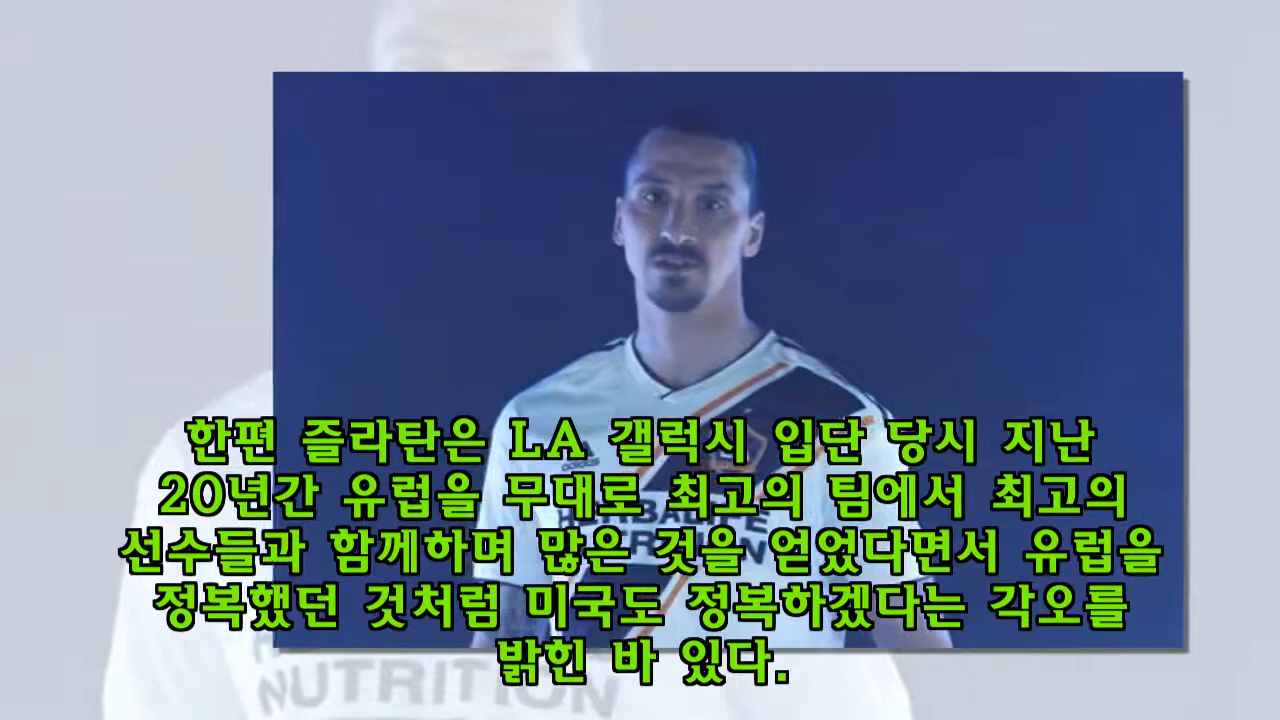 한편 즐라탄은 LA 갤럭시 입단 당시 지난
20년간 유럽을 무대로 최고의 팀에서 최고의
선수들과 함께하며 많은 것을 얻었다면서 유럽을
정복했던 것처럼 미국도 정복하겠다는 각오를
밝힌 바 있다.
adidas
HERBALIFE
NUTRITION